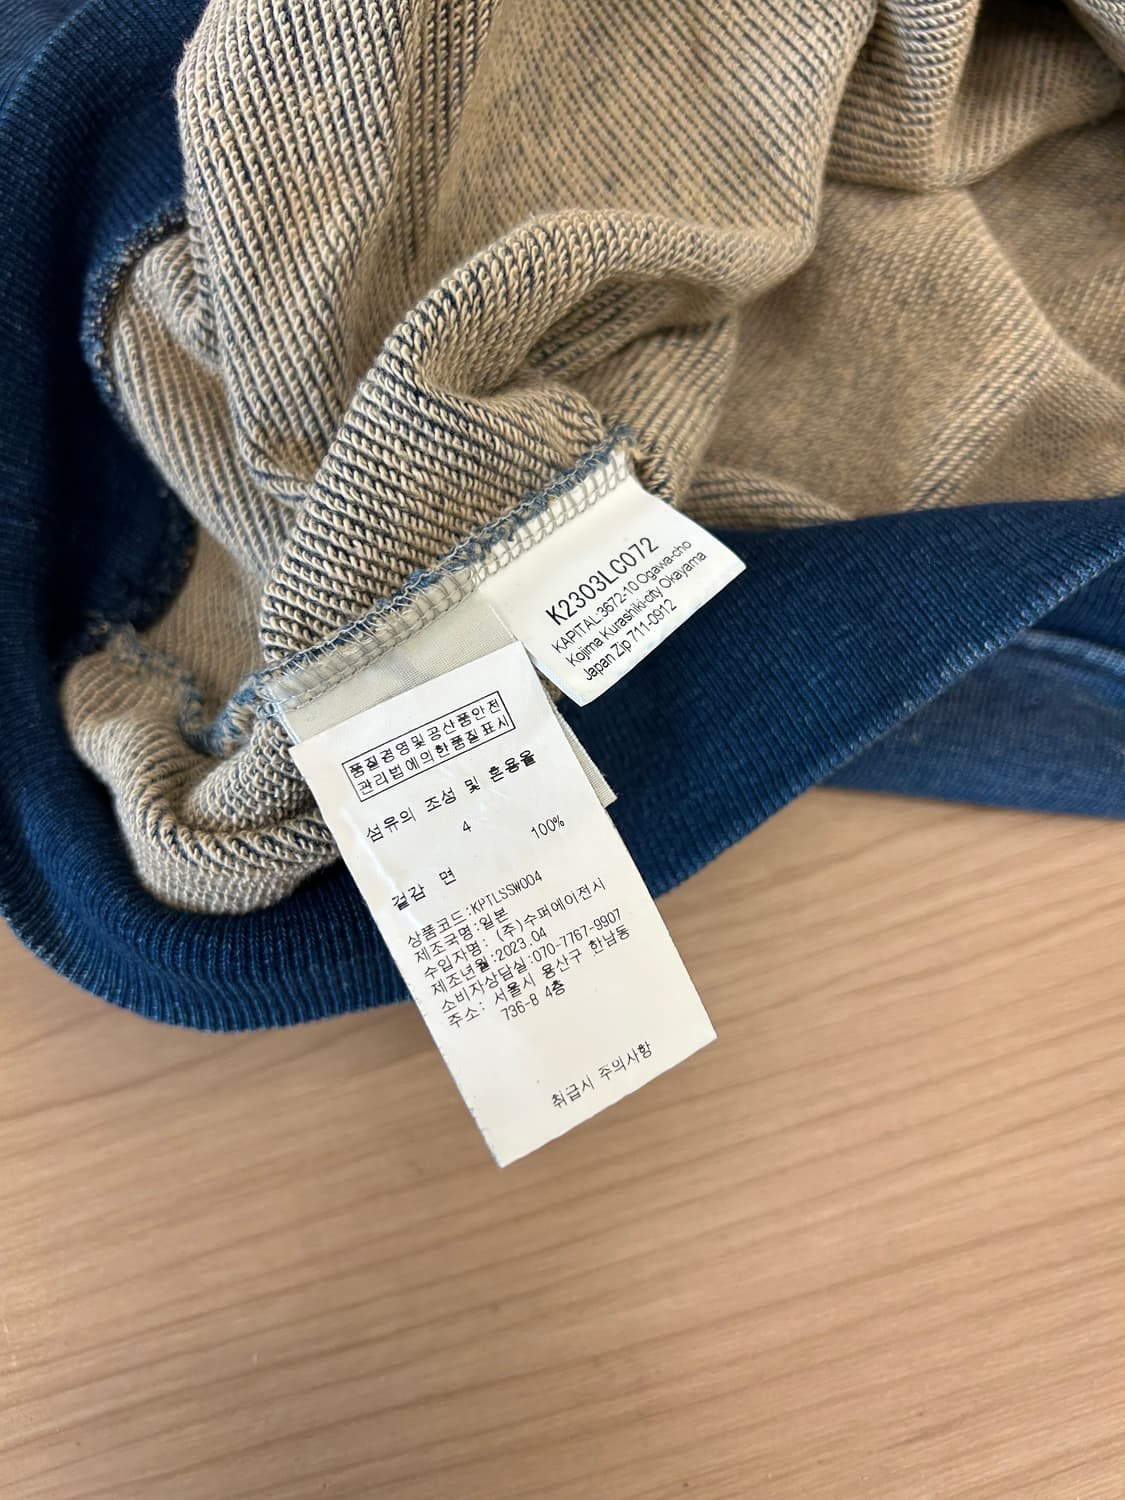 K2303LC072
KAPITAL·3672-10 Ogawa-cho
Kojima Kurashiki-city Okayama
Japan Zip 711-0912
품질경영및공산품안전
관리법에의한품질표시
섬유의 조성 및 혼용율
4 100%
겉감 면
상품코드:KPTLSSW004
제조국명:일본
수입자명: (주)수퍼에이전시
제조년월:2023.04
소비자상담실:070-7767-9907
주소: 서울시 용산구 한남동
736-8 4층
취급시 주의사항